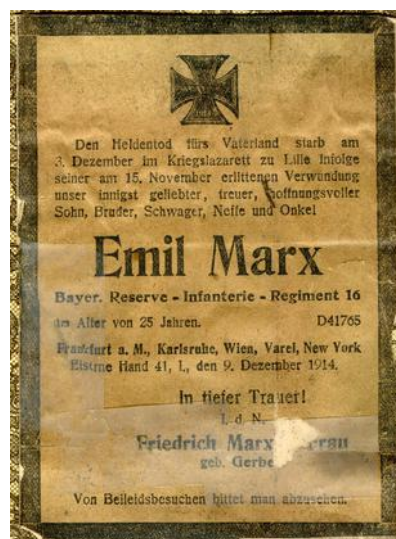 Den Heldentod fürs Vaterland starb am
3. Dezember im Kriegslazarett zu Lille infolge
seiner am 15. November erlittenen Verwundung
unser innigst geliebter, treuer, hoffnungsvoller
Sohn, Bruder, Schwager, Neffe und Onkel
Emil Marx
Bayer. Reserve - Infanterie - Regiment 16
im Alter von 25 Jahren. D41765
Frankfurt a. M., Karlsruhe, Wien, Varel, New York
Hand 41, I., den 9. Dezember 1914.
In tiefer Trauer!
I. d. N.
Friedrich Marx
geb.
Von Beileidsbesuchen bittet man abzusehen.